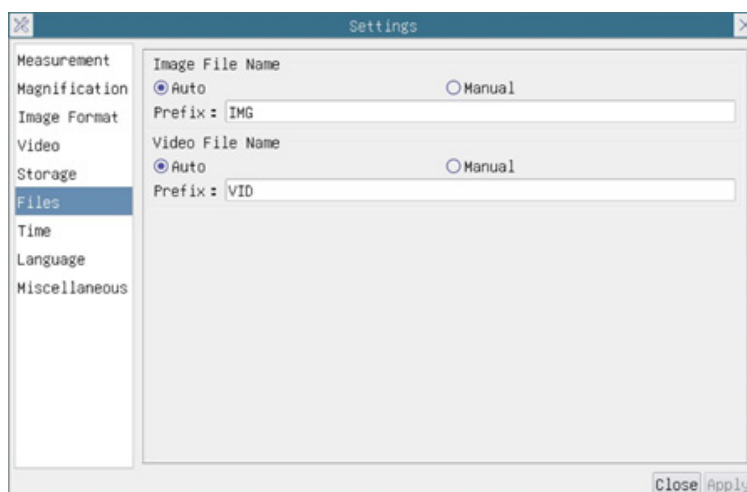 Settings
Measurement
Magnification
Image Format
Video
Storage
Files
Time
Language
Miscellaneous
Image File Name
Auto Manual
Prefix: IMG
Video File Name
Auto Manual
Prefix: VID
Close Apply